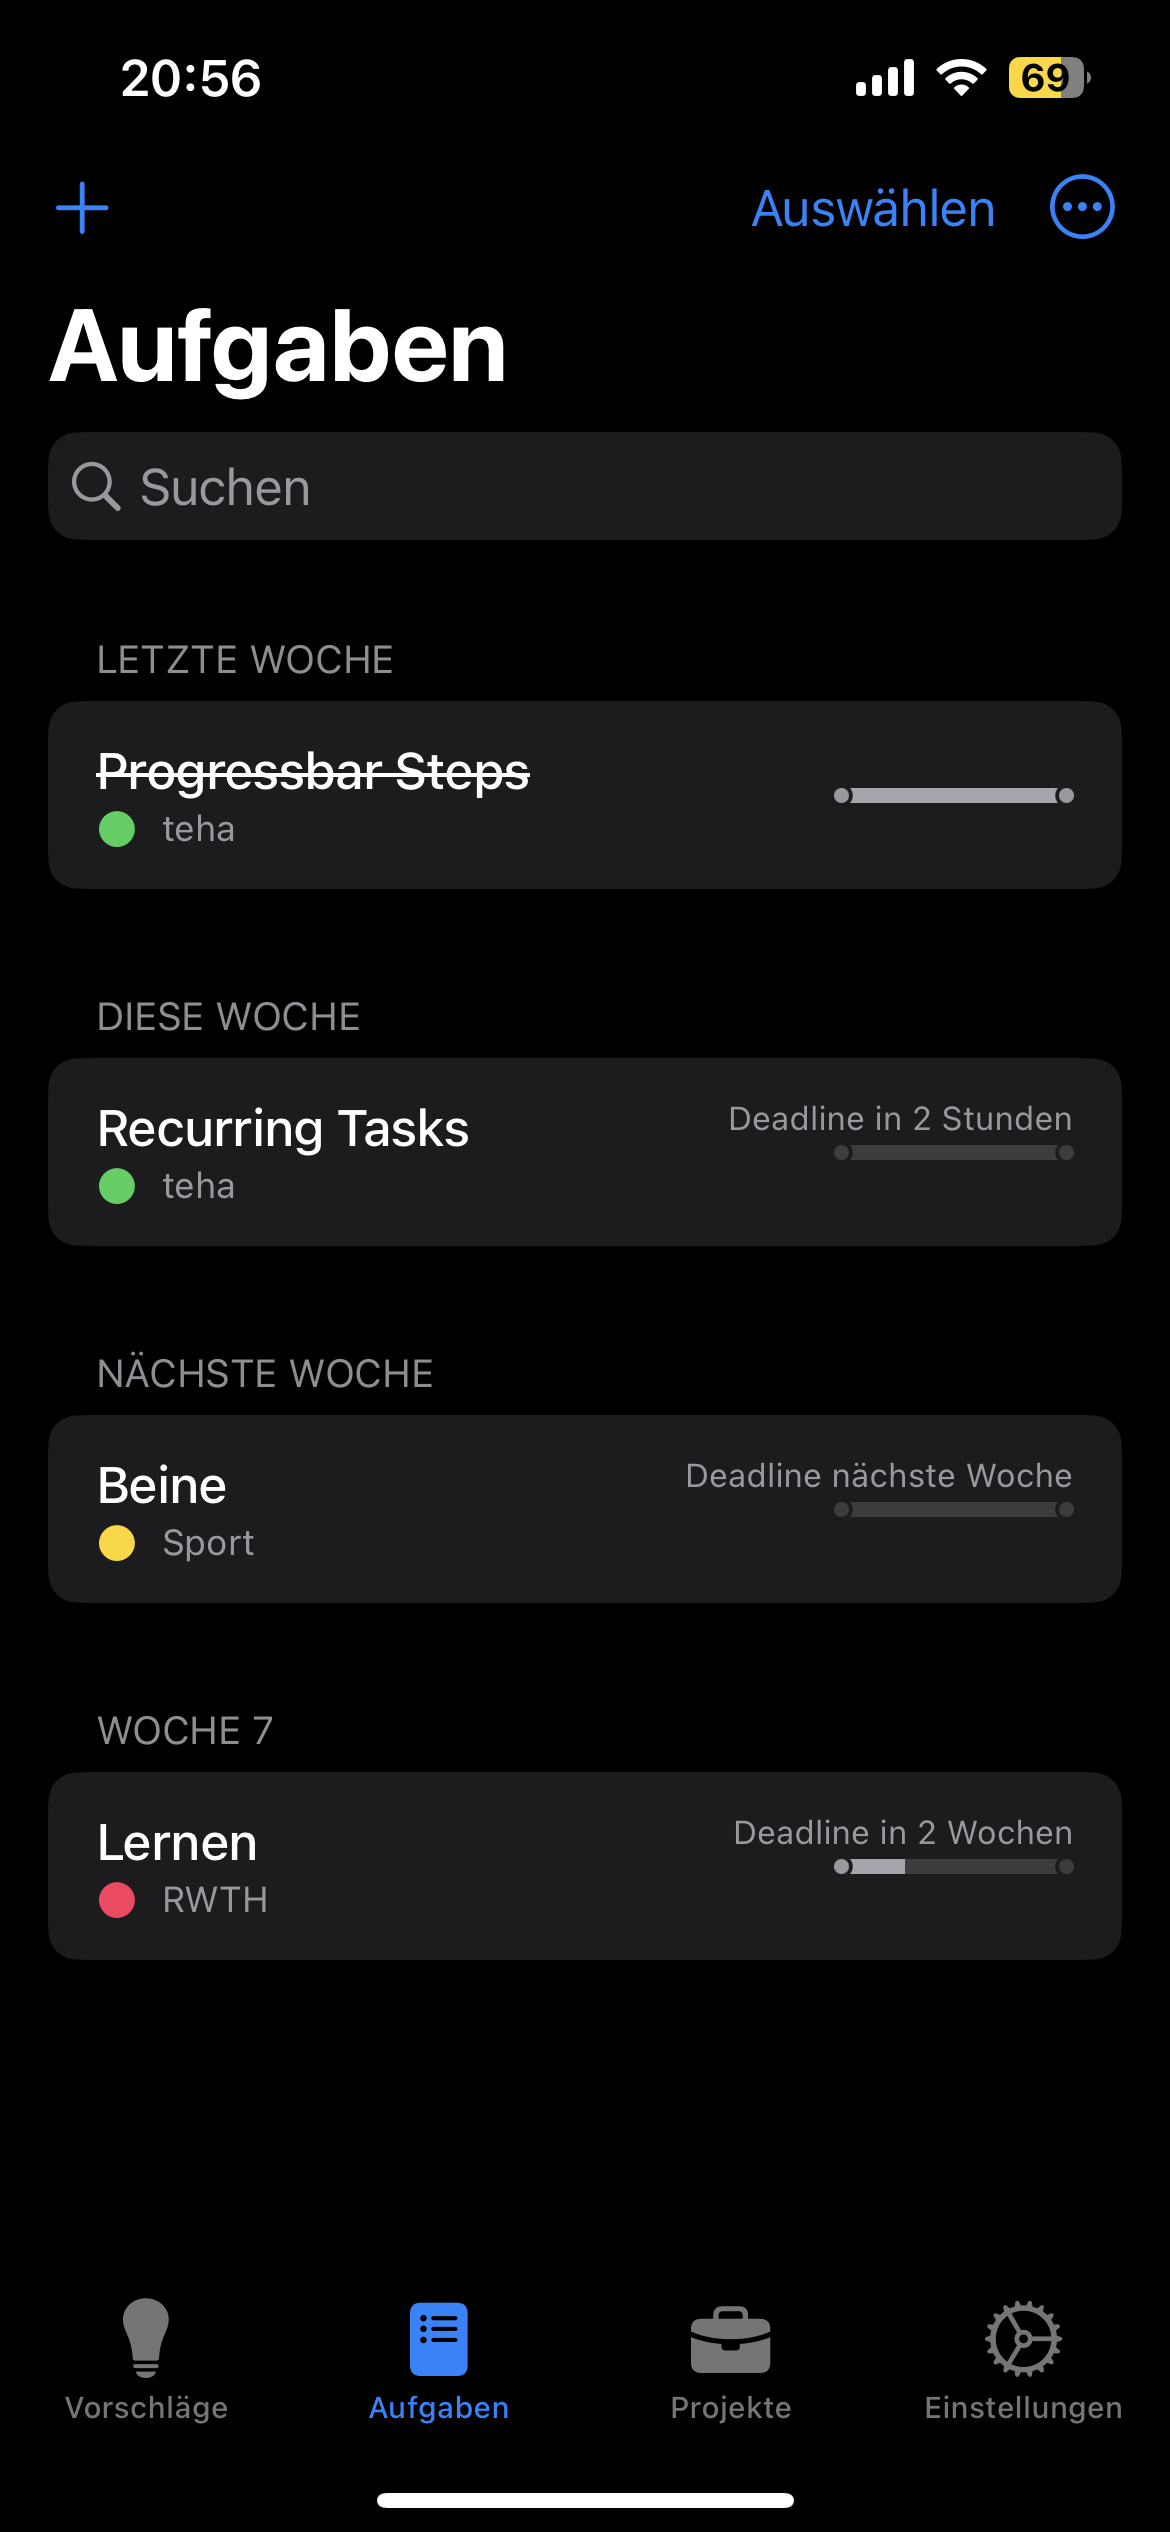 20:56
69
Auswählen
Aufgaben
Suchen
LETZTE WOCHE
Progressbar Steps
teha
DIESE WOCHE
Recurring Tasks
Deadline in 2 Stunden
teha
NÄCHSTE WOCHE
Beine
Deadline nächste Woche
Sport
WOCHE 7
Lernen
Deadline in 2 Wochen
RWTH
Vorschläge
Aufgaben
Projekte
Einstellungen